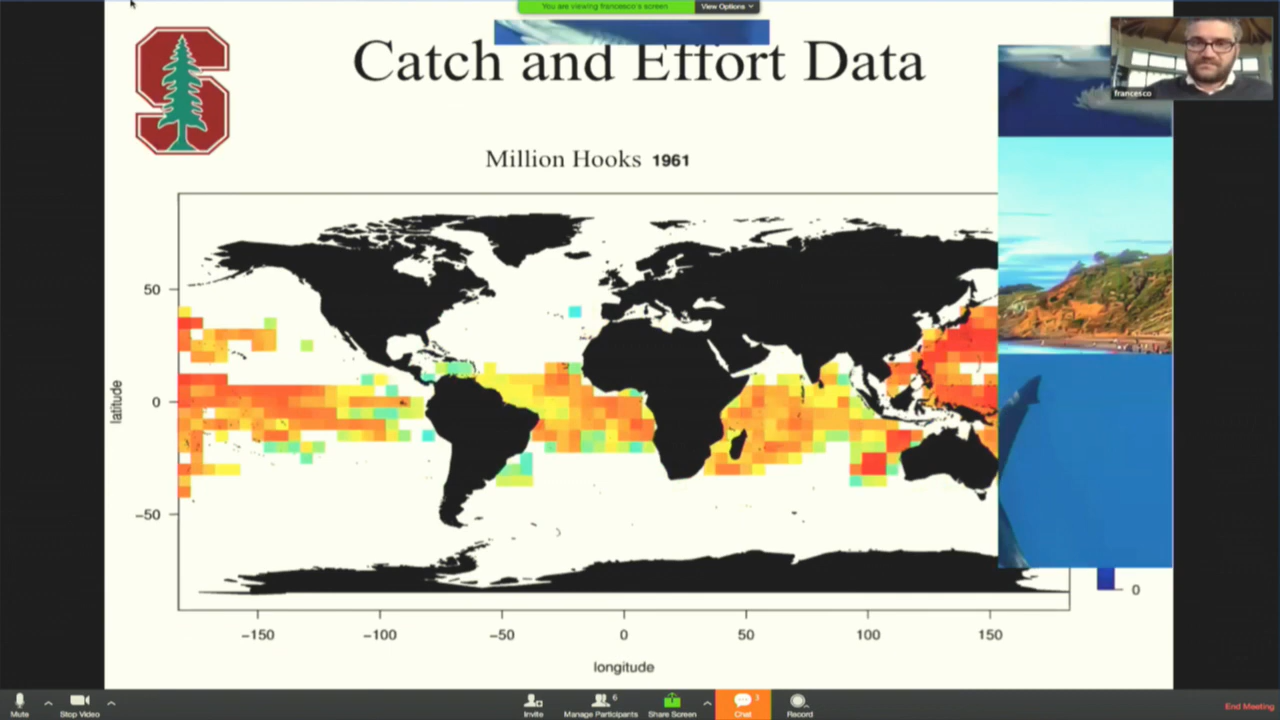 You are viewing francesco's screen
View Options
Catch and Effort Data
francesco
Million Hooks 1961
50
0
−50
latitude
−150
−100
−50
0
50
100
150
longitude
0
Mute
Stop Video
Invite
6
Manage Participants
Share Screen
3
Chat
Record
End Meeting